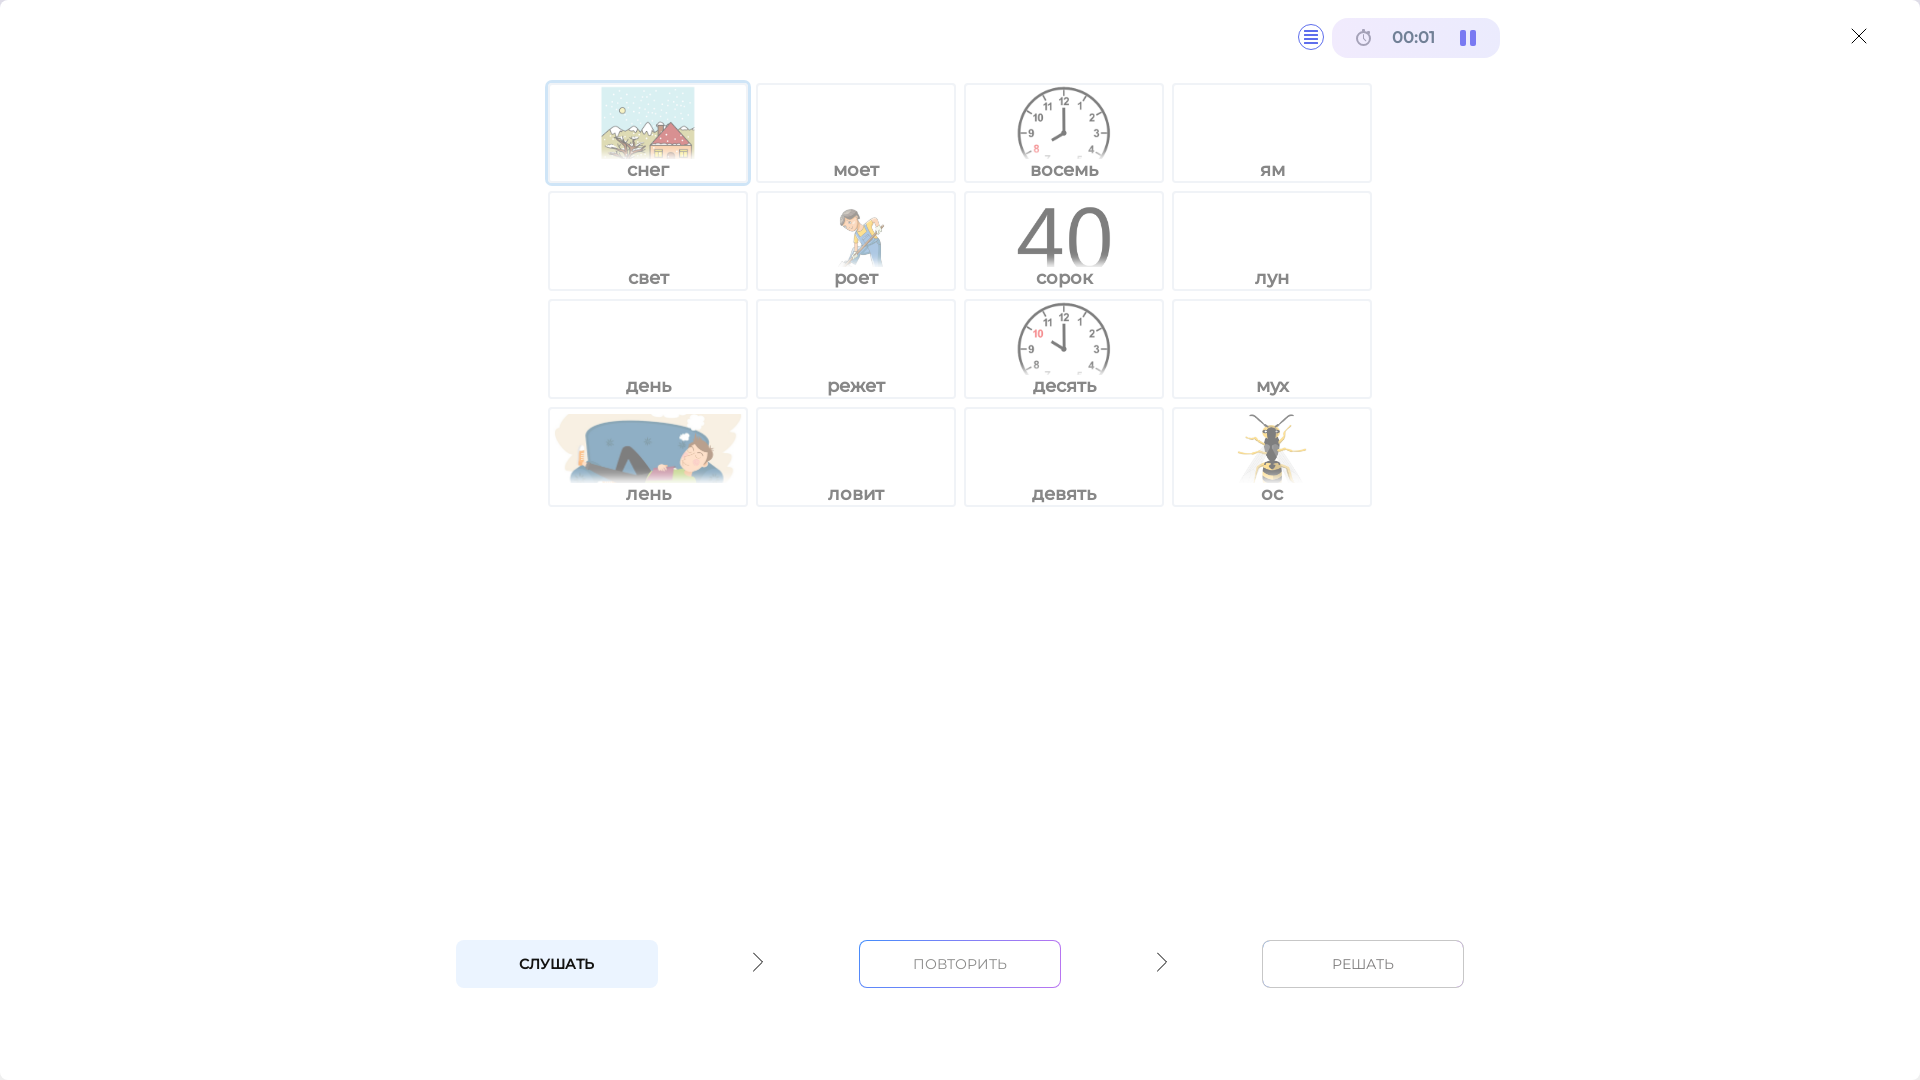 00:01
снег
моет
восемь
ям
свет
роет
40
сорок
лун
день
режет
десять
мух
лень
ловит
девять
ос
СЛУШАТЬ
ПОВТОРИТЬ
РЕШАТЬ